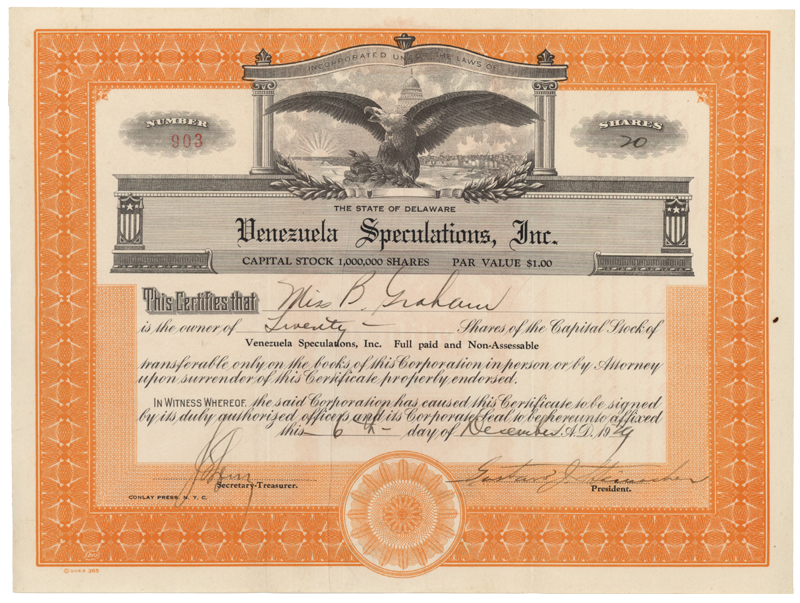 INCORPORATED UNDER THE LAWS OF
NUMBER
903
SHARES
20
THE STATE OF DELAWARE
Venezuela Speculations, Inc.
CAPITAL STOCK 1,000,000 SHARES PAR VALUE $1.00
This Certifies that Miss B. Graham
is the owner of Twenty — Shares of the Capital Stock of
Venezuela Speculations, Inc. Full paid and Non-Assessable
transferable only on the books of this Corporation in person or by Attorney
upon surrender of this Certificate properly endorsed.
IN WITNESS WHEREOF, the said Corporation has caused this Certificate to be signed
by its duly authorized officers and its Corporate Seal to be hereunto affixed
this 6th - day of December A.D. 1929
Secretary-Treasurer.
President.
CONLAY PRESS, N. Y. C.